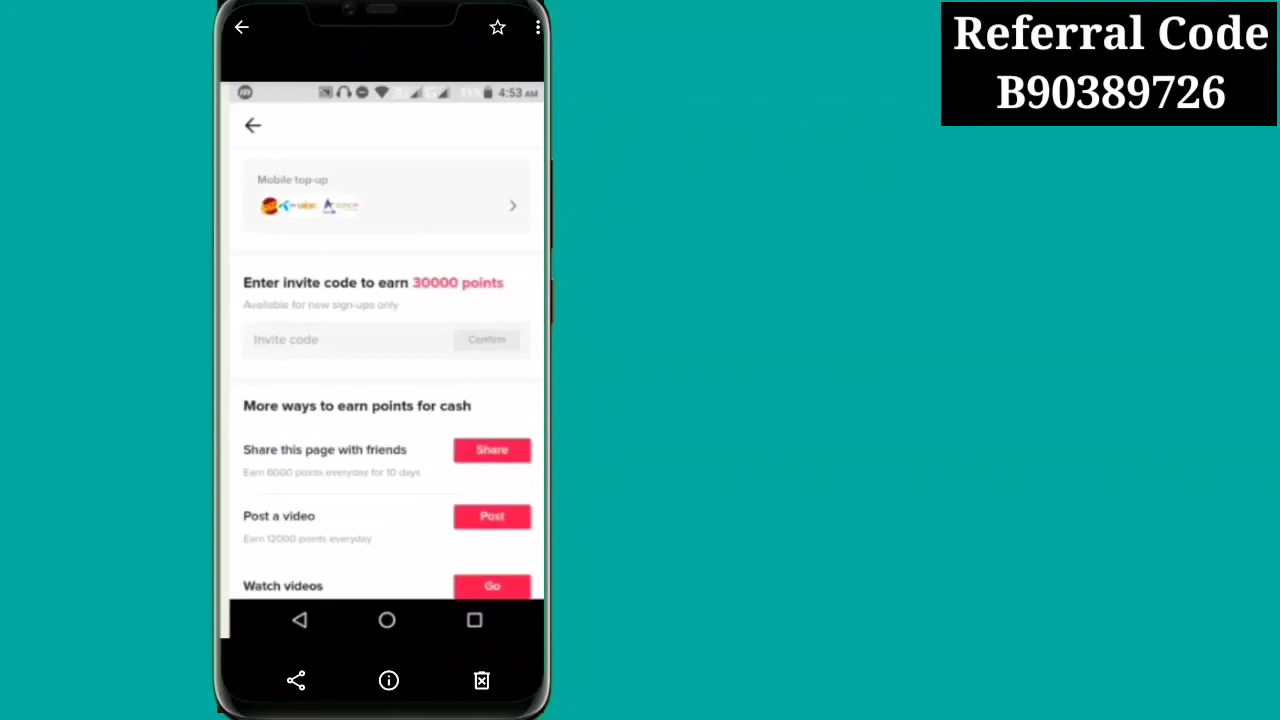 Referral Code
B90389726
4:53 AM
Mobile top-up
Enter invite code to earn 30000 points
Available for new sign-ups only
Invite code
Confirm
More ways to earn points for cash
Share this page with friends
Share
Earn 6000 points everyday for 10 days
Post a video
Post
Earn 12000 points everyday
Watch videos
Go